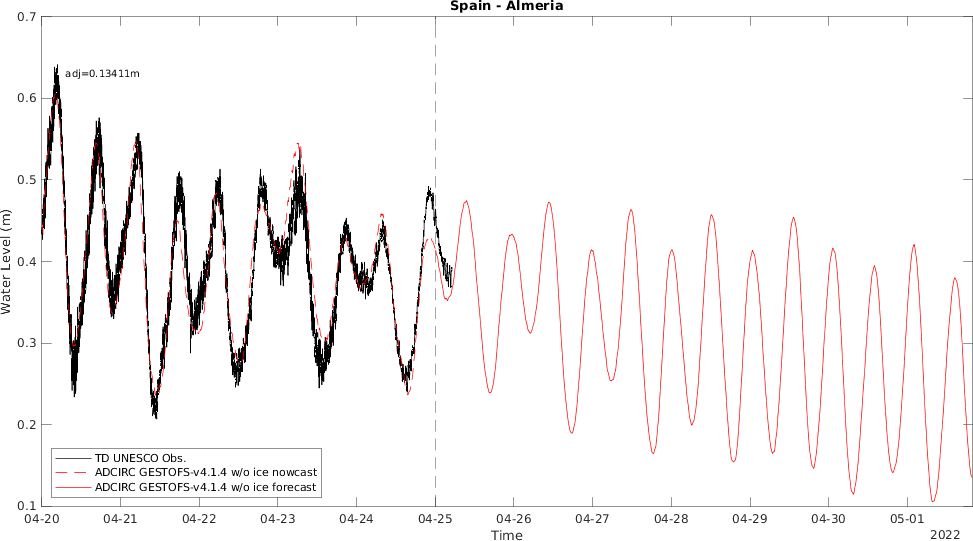 Spain - Almeria
0.7
0.6
0.5
0.4
0.3
0.2
0.1
Water Level (m)
adj=0.13411m
TD UNESCO Obs.
ADCIRC GESTOFS-v4.1.4 w/o ice nowcast
ADCIRC GESTOFS-v4.1.4 w/o ice forecast
04-20 04-21 04-22 04-23 04-24 04-25 04-26 04-27 04-28 04-29 04-30 05-01
Time
2022